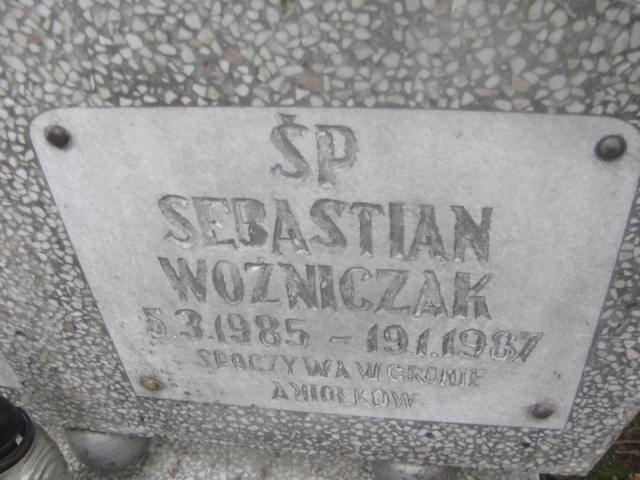 ŚP
SEBASTIAN
WOŹNICZAK
5.3.1985 - 19.1.1987
SPOCZYWA W GRONIE
ANIOŁKÓW